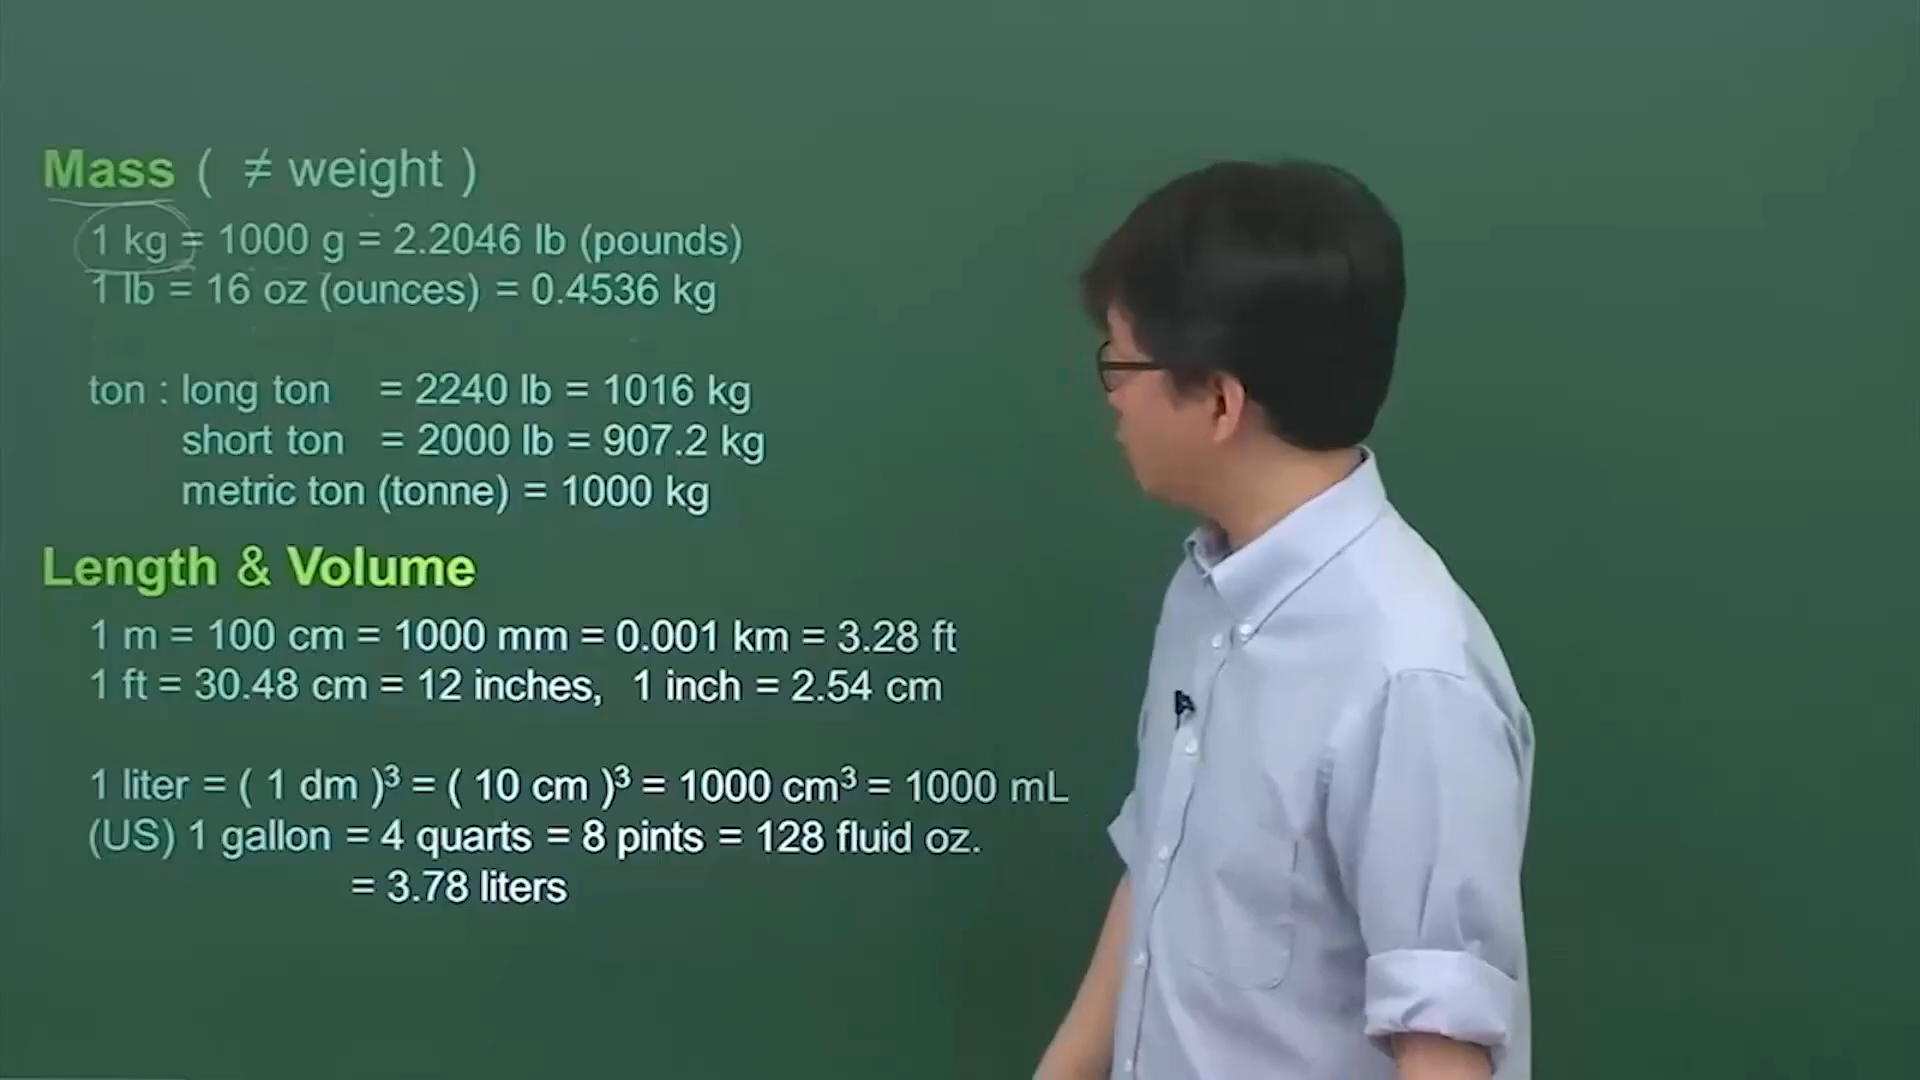 Mass ( ≠ weight )
1 kg = 1000 g = 2.2046 lb (pounds)
1 lb = 16 oz (ounces) = 0.4536 kg
ton : long ton = 2240 lb = 1016 kg
short ton = 2000 lb = 907.2 kg
metric ton (tonne) = 1000 kg
Length & Volume
1 m = 100 cm = 1000 mm = 0.001 km = 3.28 ft
1 ft = 30.48 cm = 12 inches, 1 inch = 2.54 cm
1 liter = ( 1 dm )³ = ( 10 cm )³ = 1000 cm³ = 1000 mL
(US) 1 gallon = 4 quarts = 8 pints = 128 fluid oz.
= 3.78 liters